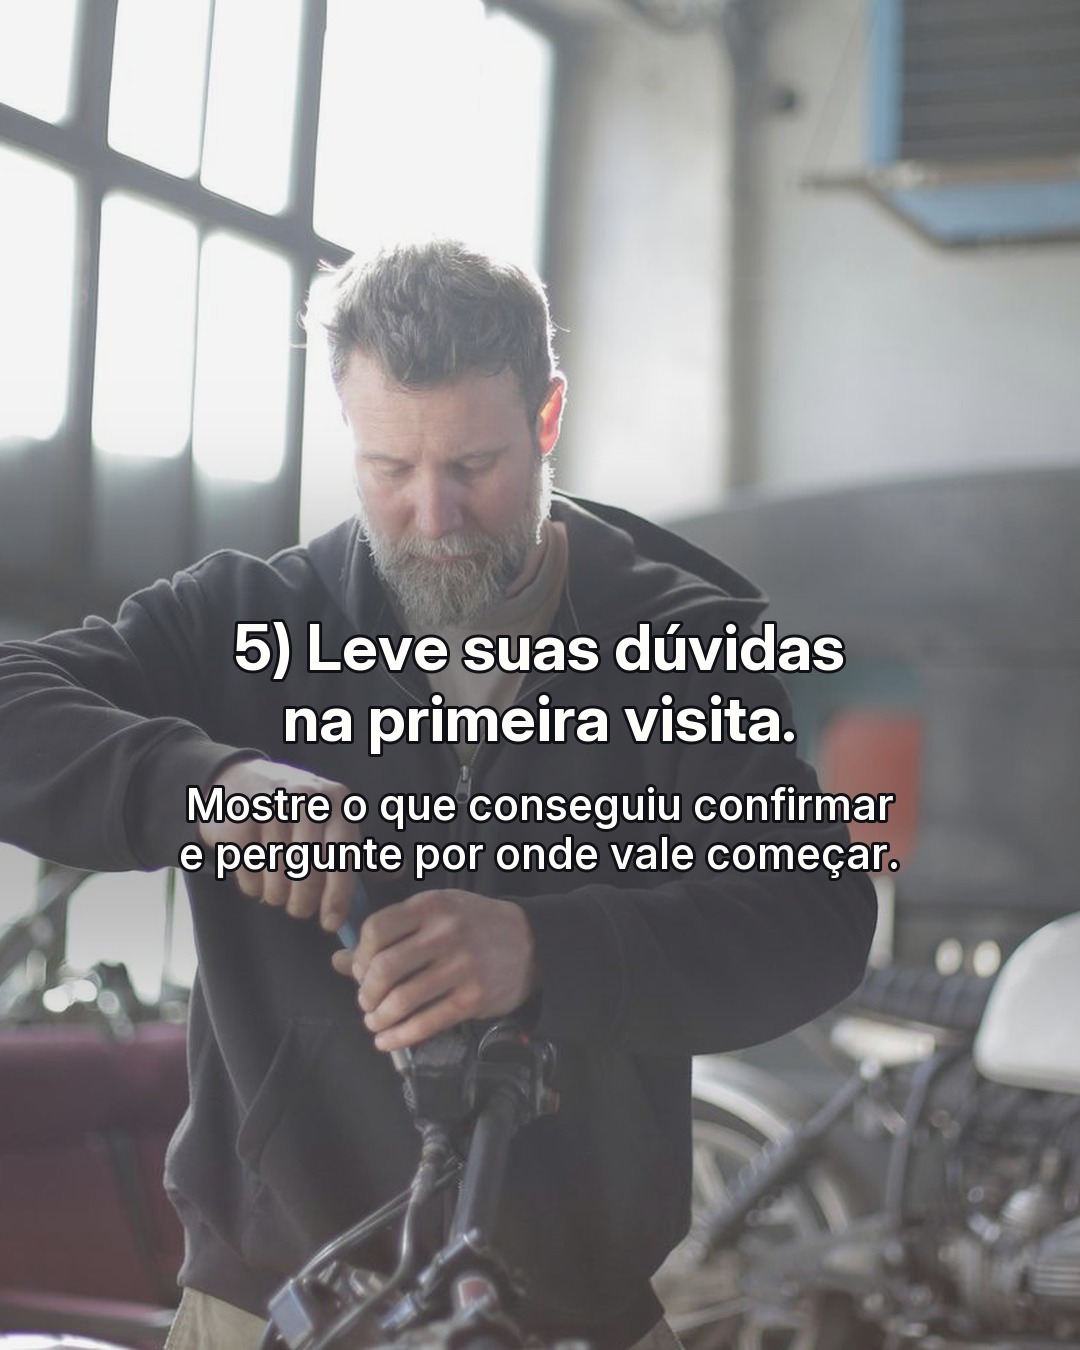 5) Leve suas dúvidas
na primeira visita.
Mostre o que conseguiu confirmar
e pergunte por onde vale começar.